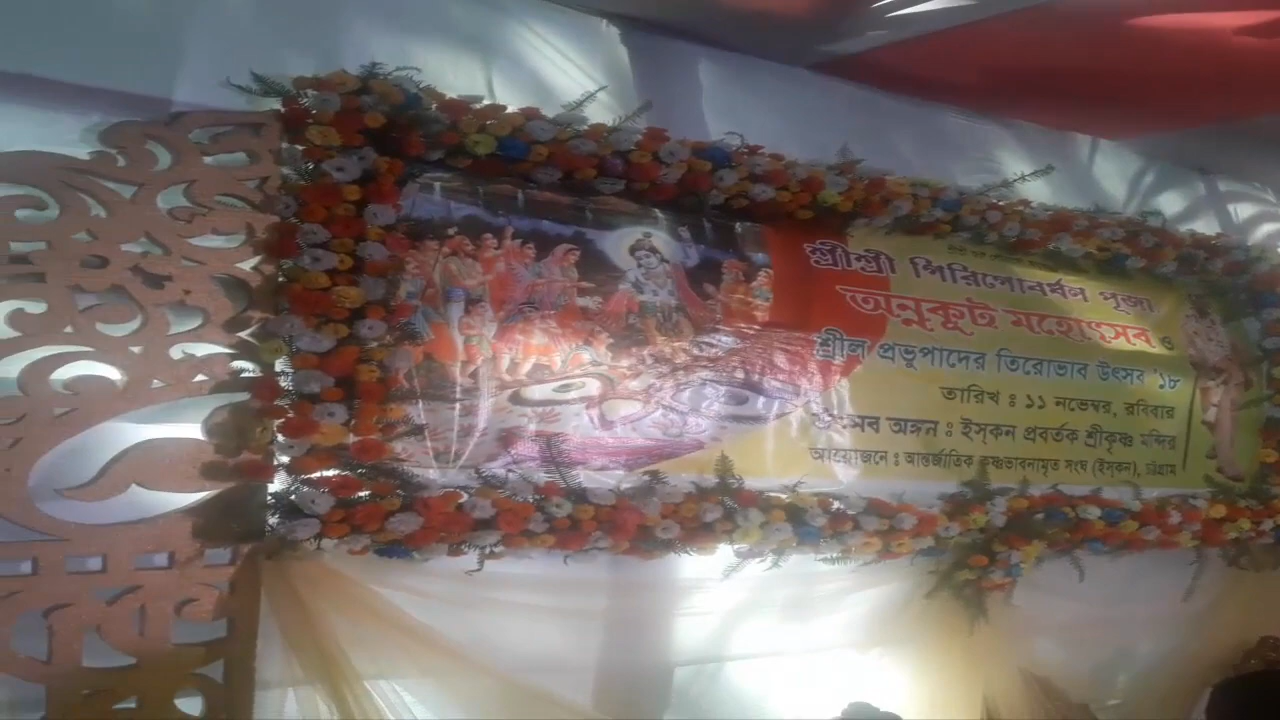 শ্রীশ্রী গিরিগোবর্ধন পূজা
অন্নকূট মহোৎসব ও
শ্রীল প্রভুপাদের তিরোভাব উৎসব '১৮
তারিখ ঃ ১১ নভেম্বর, রবিবার
উৎসব অঙ্গন ঃ ইস্‌কন প্রবর্তক শ্রীকৃষ্ণ মন্দির
আয়োজনে ঃ আন্তর্জাতিক কৃষ্ণভাবনামৃত সংঘ (ইস্‌কন), চট্টগ্রাম